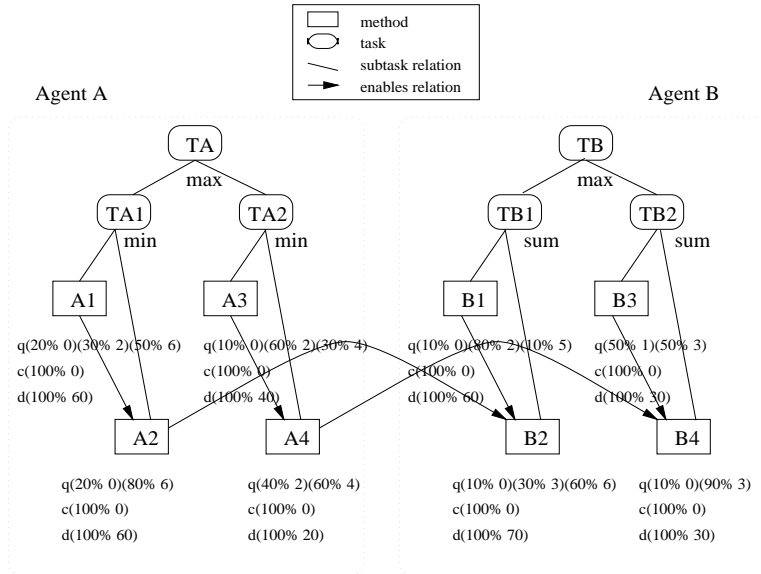 method
task
subtask relation
enables relation
Agent A
Agent B
TA
max
TB
max
TA1
min
TA2
min
TB1
sum
TB2
sum
A1
A3
B1
B3
q(20% 0)(30% 2)(50% 6)
c(100% 0)
d(100% 60)
q(10% 0)(60% 2)(30% 4)
c(100% 0)
d(100% 40)
q(10% 0)(80% 2)(10% 5)
c(100% 0)
d(100% 60)
q(50% 1)(50% 3)
c(100% 0)
d(100% 30)
A2
A4
B2
B4
q(20% 0)(80% 6)
c(100% 0)
d(100% 60)
q(40% 2)(60% 4)
c(100% 0)
d(100% 20)
q(10% 0)(30% 3)(60% 6)
c(100% 0)
d(100% 70)
q(10% 0)(90% 3)
c(100% 0)
d(100% 30)